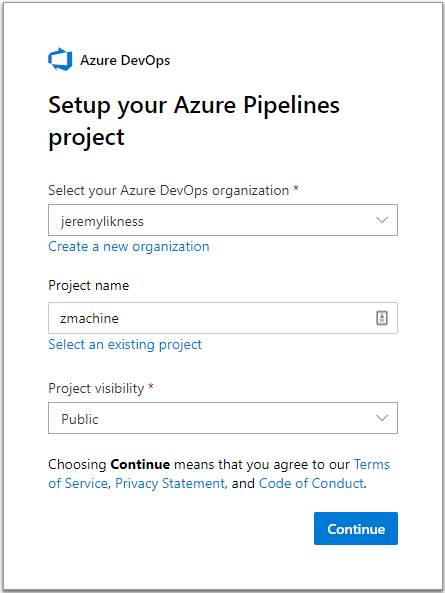 Azure DevOps
Setup your Azure Pipelines
project
Select your Azure DevOps organization *
jeremylikness
Create a new organization
Project name
zmachine
Select an existing project
Project visibility *
Public
Choosing Continue means that you agree to our Terms
of Service, Privacy Statement, and Code of Conduct.
Continue